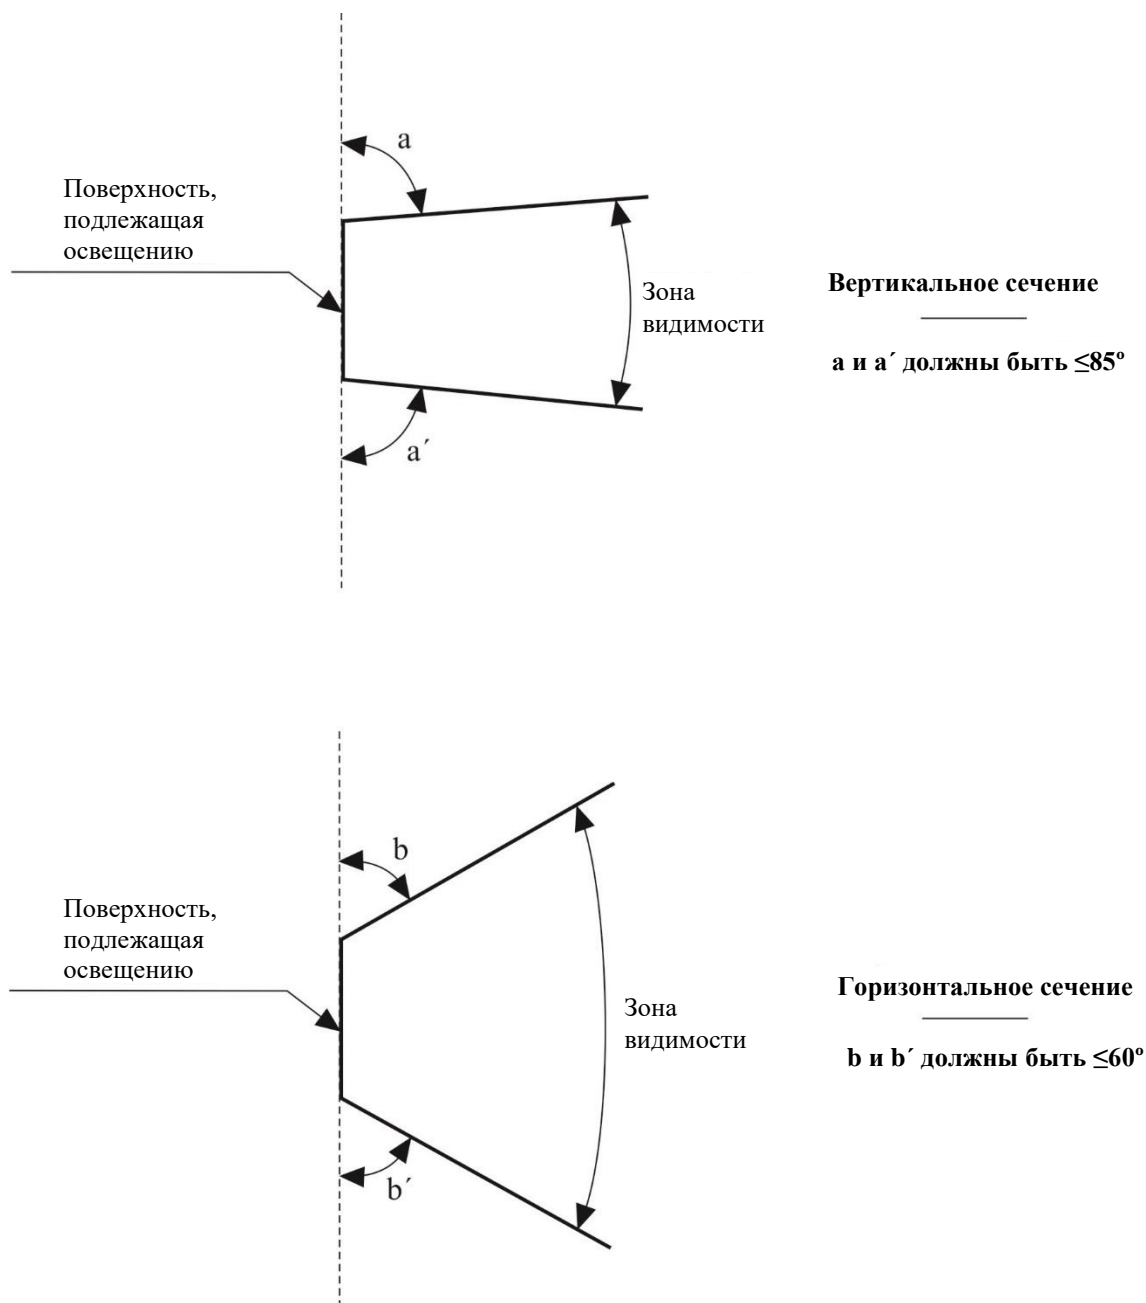 a
Поверхность,
подлежащая
освещению
Зона
видимости
Вертикальное сечение
a и a´ должны быть ≤85º
a´
b
Поверхность,
подлежащая
освещению
Зона
видимости
Горизонтальное сечение
b и b´ должны быть ≤60º
b´